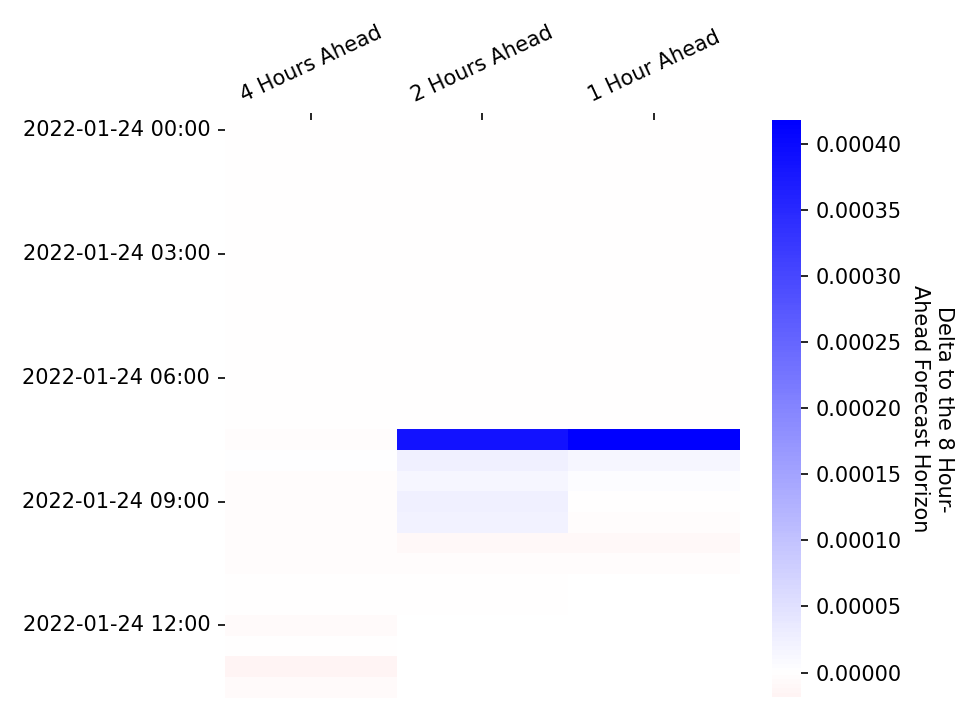 4 Hours Ahead
2 Hours Ahead
1 Hour Ahead
2022-01-24 00:00
2022-01-24 03:00
2022-01-24 06:00
2022-01-24 09:00
2022-01-24 12:00
0.00040
0.00035
0.00030
0.00025
0.00020
0.00015
0.00010
0.00005
0.00000
Delta to the 8 Hour-
Ahead Forecast Horizon